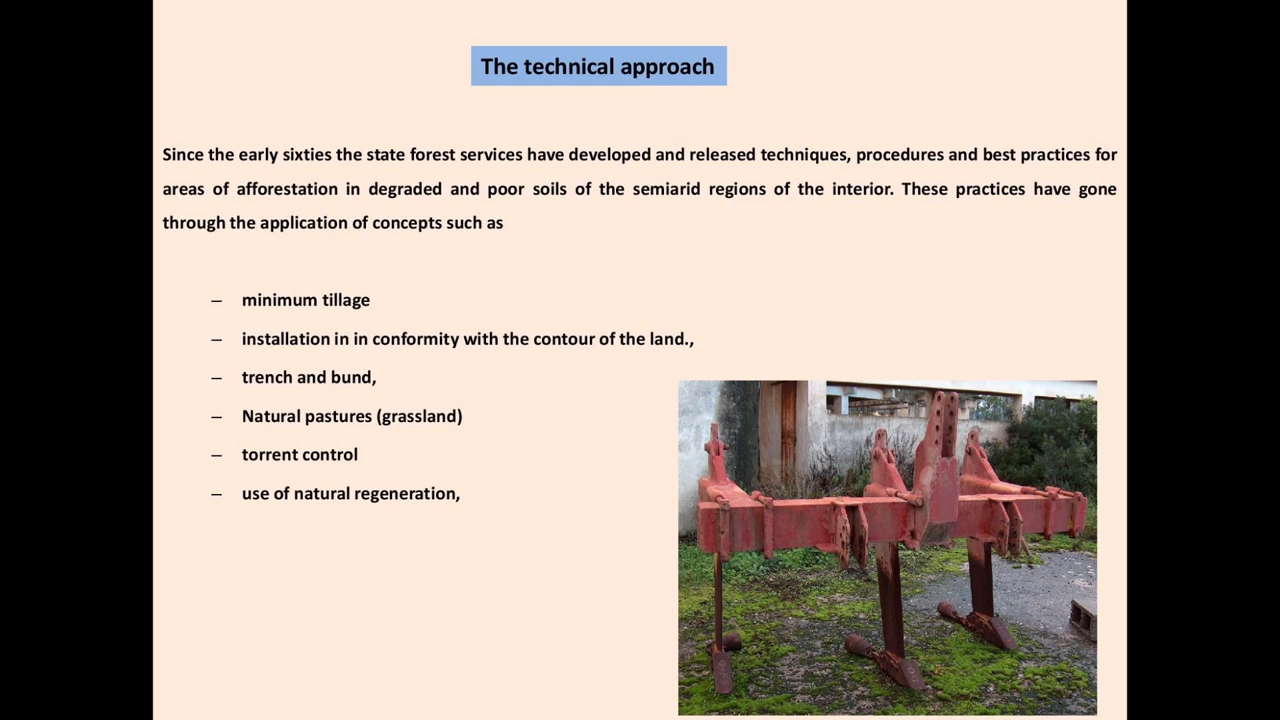 The technical approach
Since the early sixties the state forest services have developed and released techniques, procedures and best practices for
areas of afforestation in degraded and poor soils of the semiarid regions of the interior. These practices have gone
through the application of concepts such as
– minimum tillage
– installation in in conformity with the contour of the land.,
– trench and bund,
– Natural pastures (grassland)
– torrent control
– use of natural regeneration,